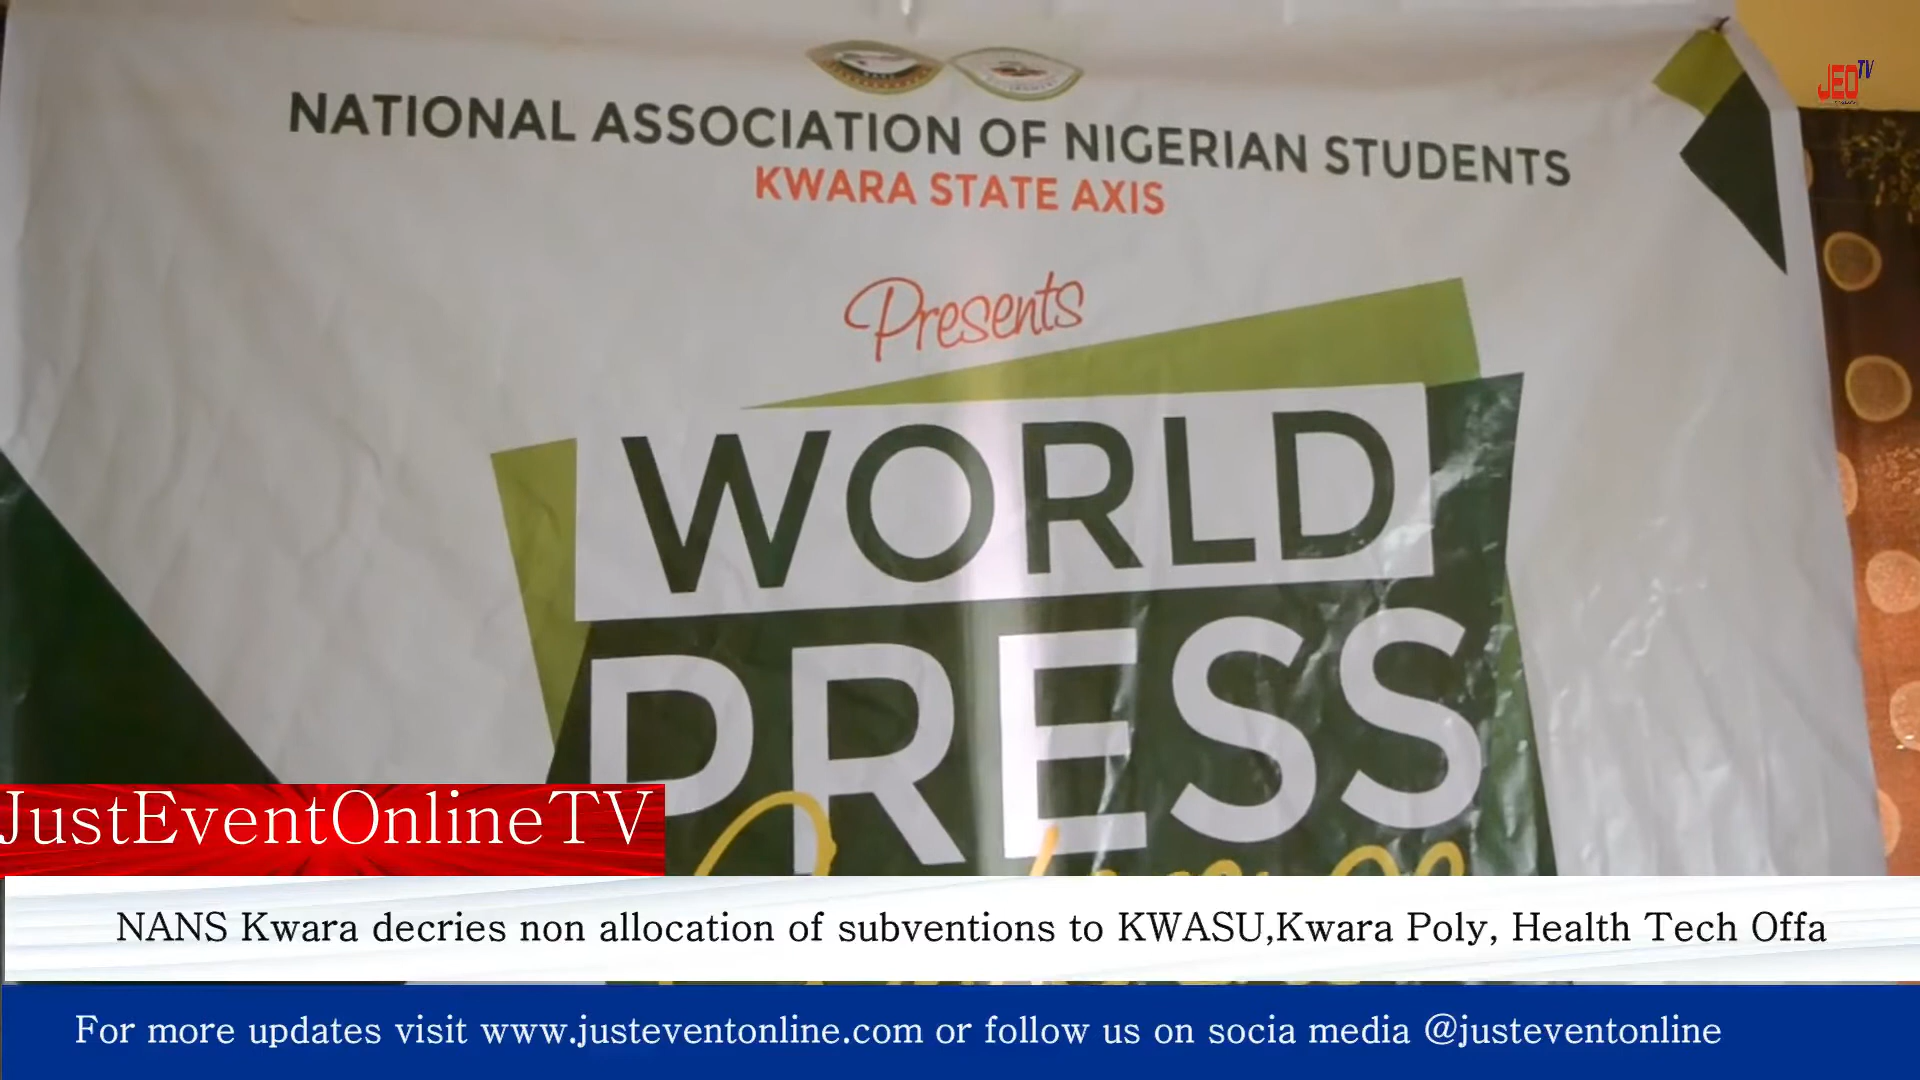 JEO TV
NATIONAL ASSOCIATION OF NIGERIAN STUDENTS
KWARA STATE AXIS
Presents
WORLD
PRESS
JustEventOnlineTV
NANS Kwara decries non allocation of subventions to KWASU,Kwara Poly, Health Tech Offa
For more updates visit www.justeventonline.com or follow us on socia media @justeventonline